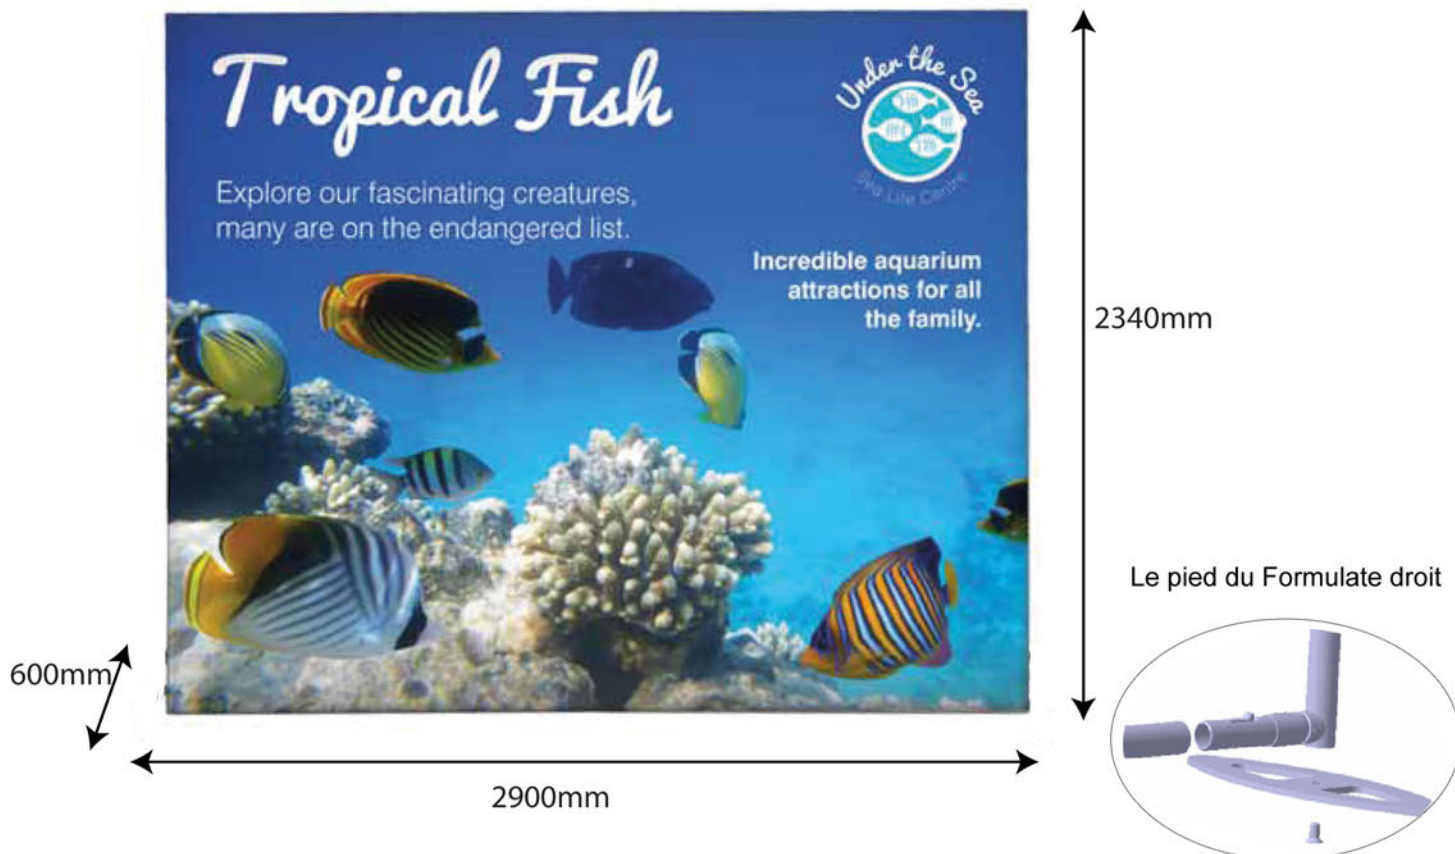 Tropical Fish
Under the Sea
Sea Life Centre
Explore our fascinating creatures,
many are on the endangered list.
Incredible aquarium
attractions for all
the family.
2340mm
Le pied du Formulate droit
600mm
2900mm